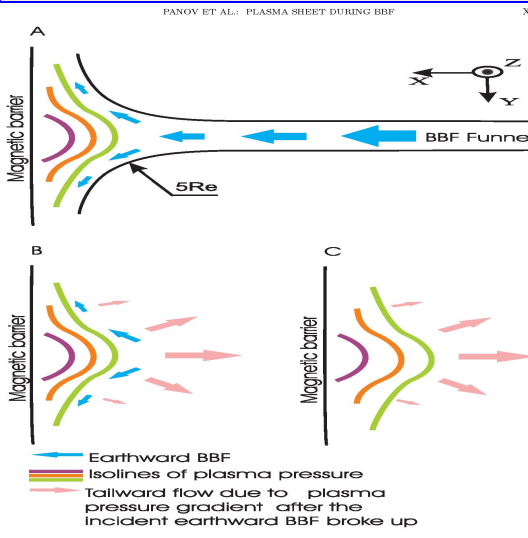 PANOV ET AL.: PLASMA SHEET DURING BBF
X
A
Z
X
Y
Magnetic barrier
BBF Funne
5Re
B
C
Magnetic barrier
Magnetic barrier
Earthward BBF
Isolines of plasma pressure
Tailward flow due to plasma
pressure gradient after the
incident earthward BBF broke up